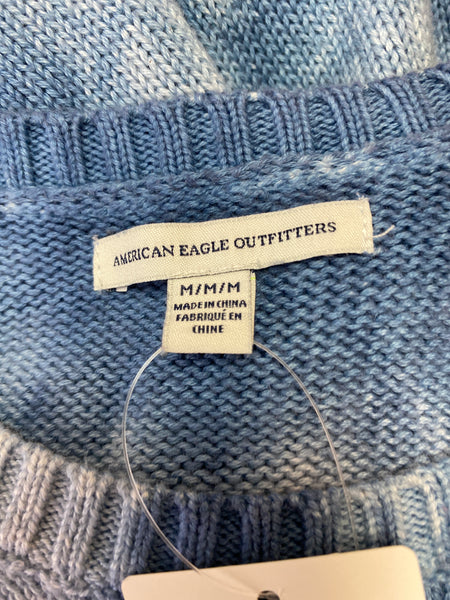 AMERICAN EAGLE OUTFITTERS
M/M/M
MADE IN CHINA
FABRIQUÉ EN
CHINE